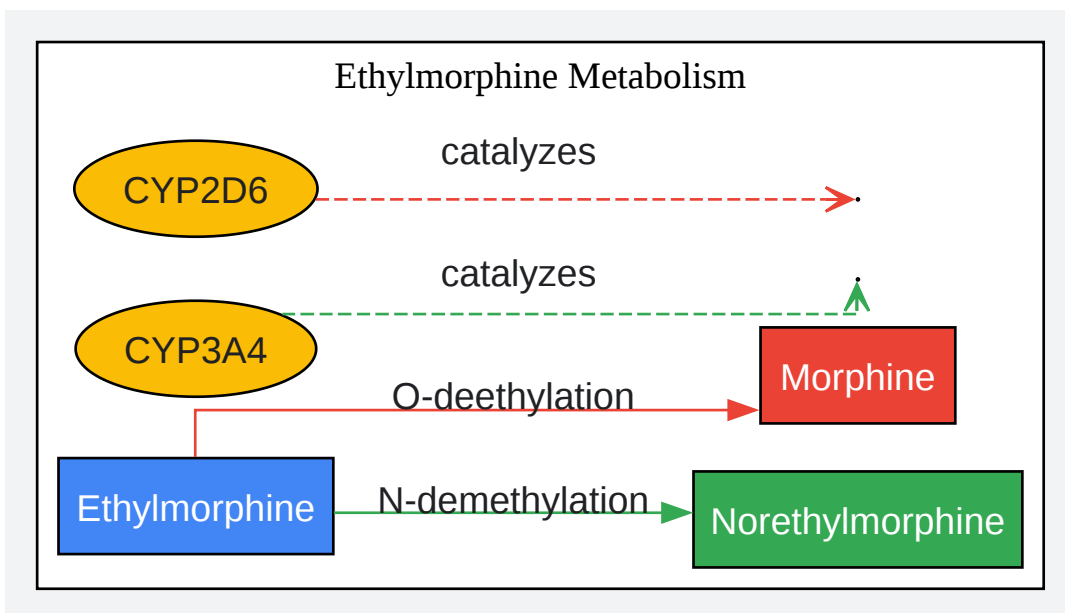 Ethylmorphine Metabolism
catalyzes
CYP2D6
catalyzes
CYP3A4
Morphine
O-deethylation
Ethylmorphine
N-demethylation
Norethylmorphine